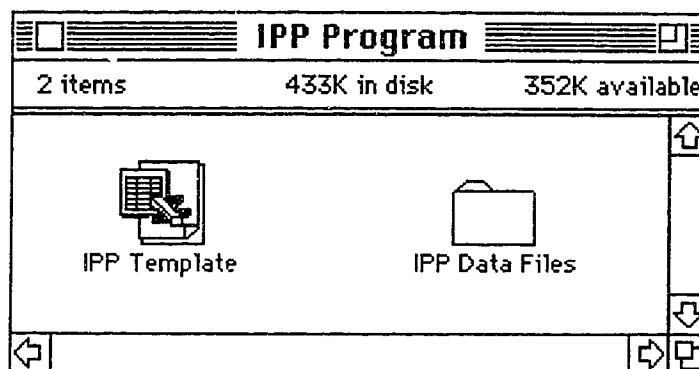 IPP Program
2 items 433K in disk 352K available
IPP Template IPP Data Files